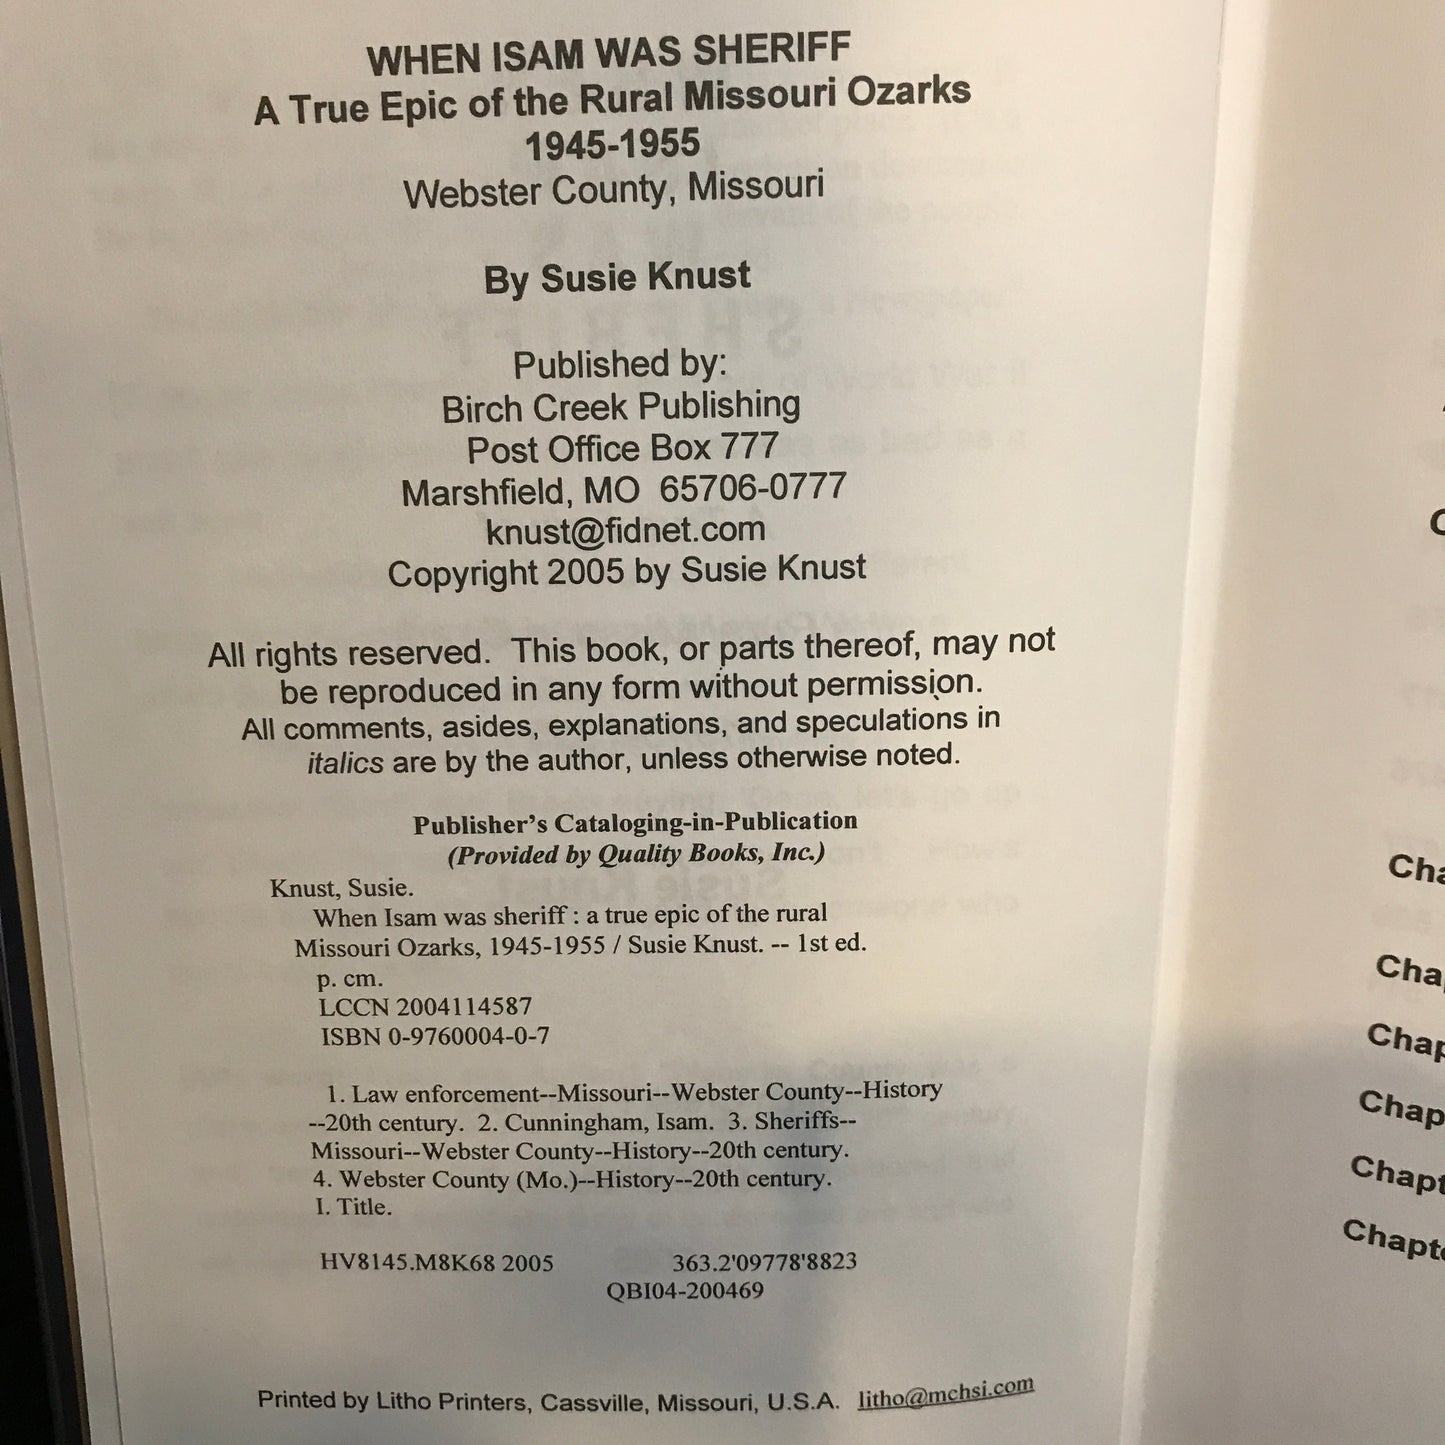 WHEN ISAM WAS SHERIFF
A True Epic of the Rural Missouri Ozarks
1945-1955
Webster County, Missouri
By Susie Knust
Published by:
Birch Creek Publishing
Post Office Box 777
Marshfield, MO  65706-0777
knust@fidnet.com
Copyright 2005 by Susie Knust
All rights reserved.  This book, or parts thereof, may not
be reproduced in any form without permission.
All comments, asides, explanations, and speculations in
italics are by the author, unless otherwise noted.
Publisher's Cataloging-in-Publication
(Provided by Quality Books, Inc.)
Knust, Susie.
When Isam was sheriff : a true epic of the rural
Missouri Ozarks, 1945-1955 / Susie Knust. -- 1st ed.
p. cm.
LCCN 2004114587
ISBN 0-9760004-0-7
1. Law enforcement--Missouri--Webster County--History
--20th century.  2. Cunningham, Isam.  3. Sheriffs--
Missouri--Webster County--History--20th century.
4. Webster County (Mo.)--History--20th century.
I. Title.
HV8145.M8K68 2005 363.2'09778'8823
QBI04-200469
Printed by Litho Printers, Cassville, Missouri, U.S.A. litho@mchsi.com
Cha
Cha
Chap
Chap
Chapt
Chapte